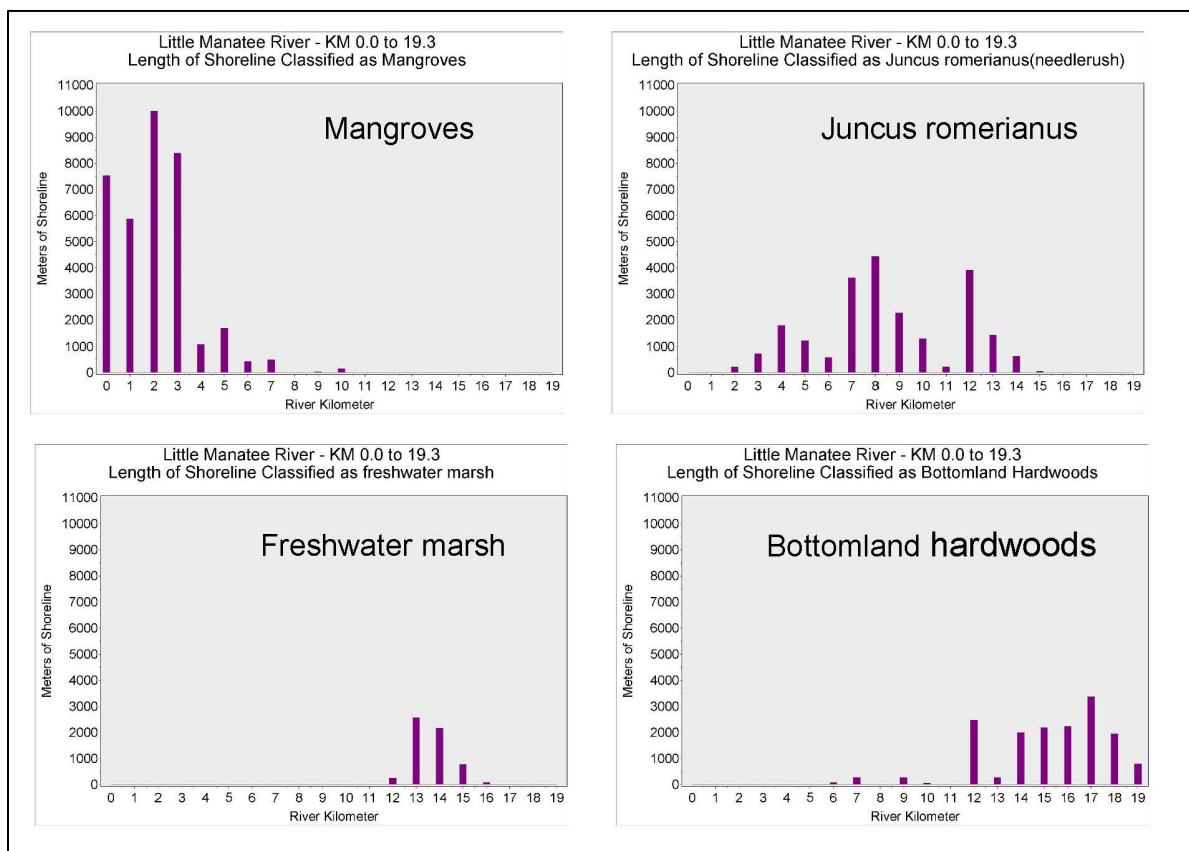 Little Manatee River - KM 0.0 to 19.3
Length of Shoreline Classified as Mangroves
Mangroves
11000
10000
9000
8000
7000
6000
5000
4000
3000
2000
1000
0
Meters of Shoreline
0 1 2 3 4 5 6 7 8 9 10 11 12 13 14 15 16 17 18 19
River Kilometer
Little Manatee River - KM 0.0 to 19.3
Length of Shoreline Classified as Juncus romerianus(needlerush)
Juncus romerianus
11000
10000
9000
8000
7000
6000
5000
4000
3000
2000
1000
0
Meters of Shoreline
0 1 2 3 4 5 6 7 8 9 10 11 12 13 14 15 16 17 18 19
River Kilometer
Little Manatee River - KM 0.0 to 19.3
Length of Shoreline Classified as freshwater marsh
Freshwater marsh
11000
10000
9000
8000
7000
6000
5000
4000
3000
2000
1000
0
Meters of Shoreline
0 1 2 3 4 5 6 7 8 9 10 11 12 13 14 15 16 17 18 19
River Kilometer
Little Manatee River - KM 0.0 to 19.3
Length of Shoreline Classified as Bottomland Hardwoods
Bottomland hardwoods
11000
10000
9000
8000
7000
6000
5000
4000
3000
2000
1000
0
Meters of Shoreline
0 1 2 3 4 5 6 7 8 9 10 11 12 13 14 15 16 17 18 19
River Kilometer